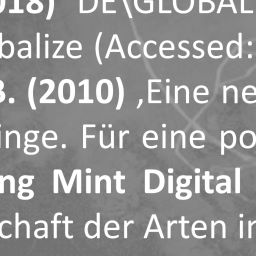 018) "DE\GLOBAL
balize (Accessed:
3. (2010) ,Eine ne
inge. Für eine po
ng Mint Digital
chaft der Arten in